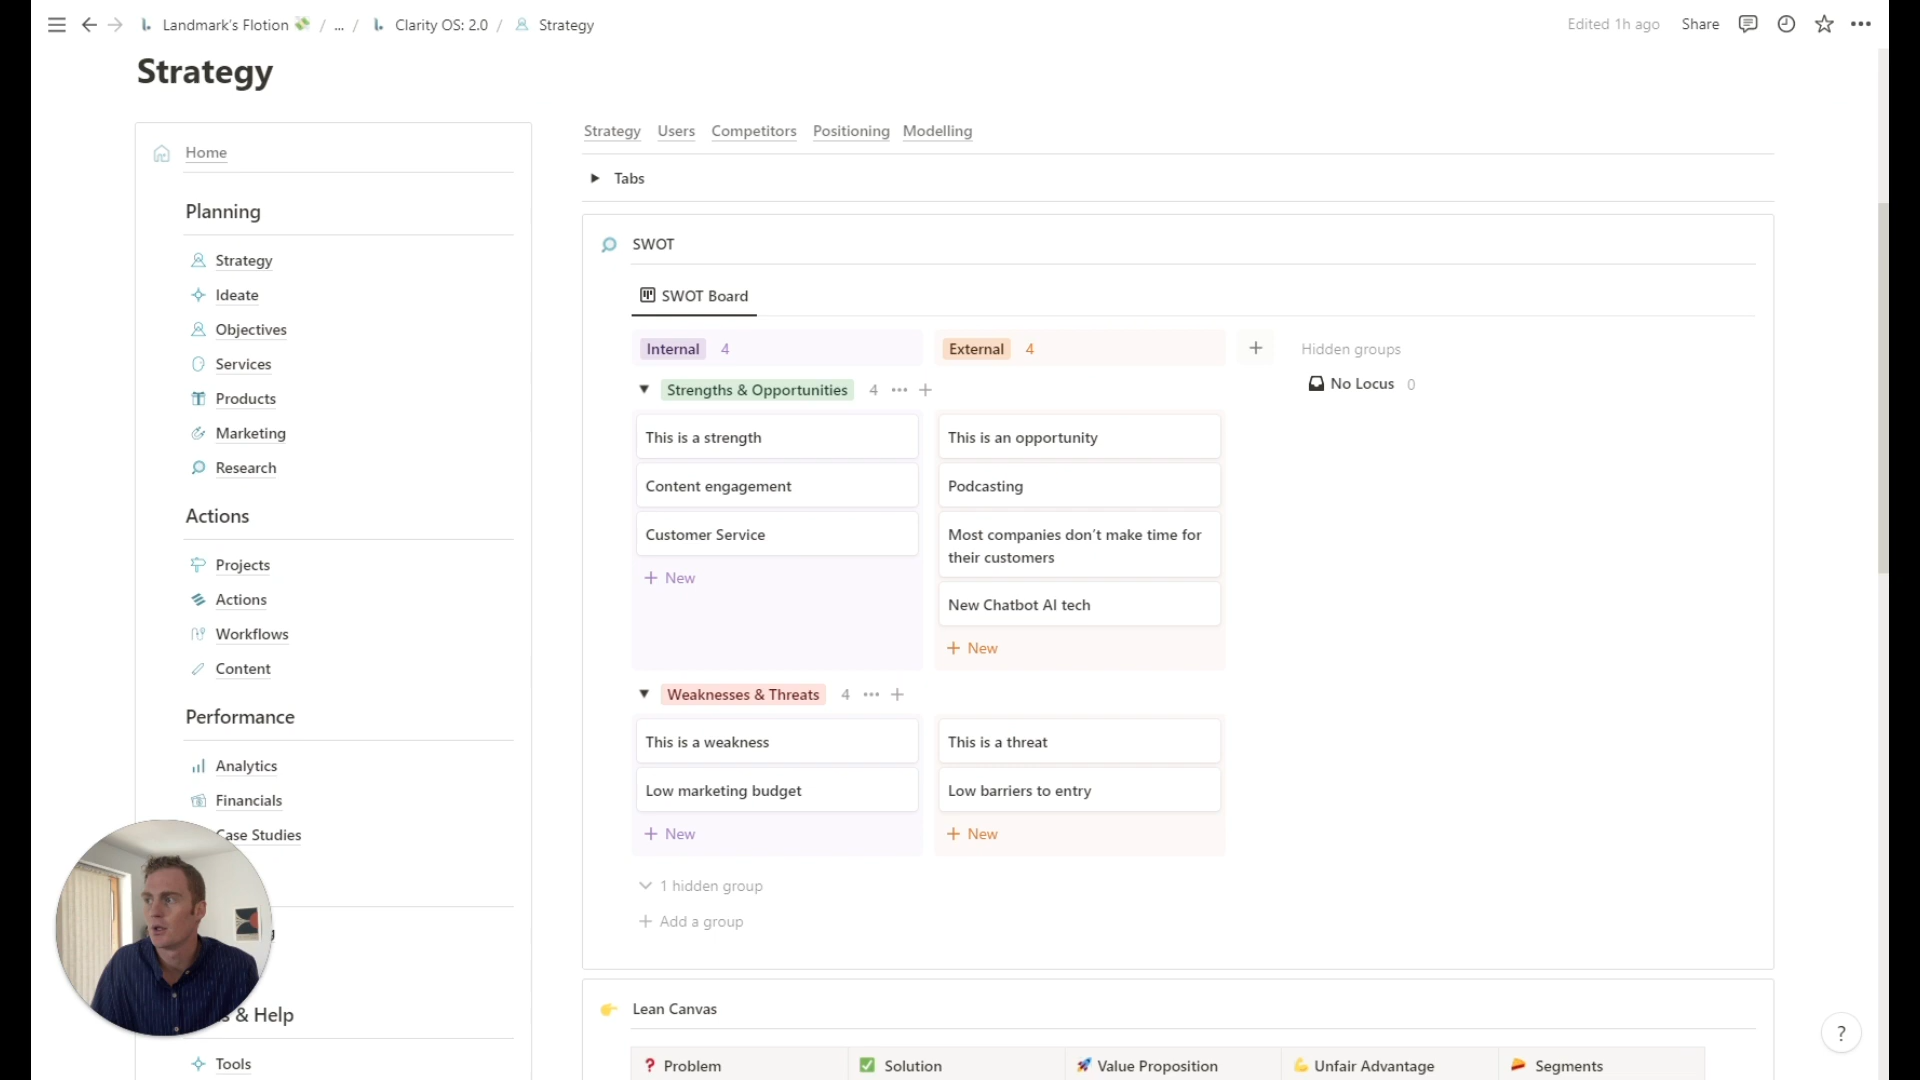 Landmark's Flotion / ... / Clarity OS: 2.0 / Strategy
Edited 1h ago Share
Strategy
Home
Planning
Strategy
Ideate
Objectives
Services
Products
Marketing
Research
Actions
Projects
Actions
Workflows
Content
Performance
Analytics
Financials
Case Studies
& Help
Tools
Strategy Users Competitors Positioning Modelling
Tabs
SWOT
SWOT Board
Internal 4 External 4 Hidden groups
No Locus 0
Strengths & Opportunities 4
This is a strength
Content engagement
Customer Service
+ New
This is an opportunity
Podcasting
Most companies don't make time for
their customers
New Chatbot AI tech
+ New
Weaknesses & Threats 4
This is a weakness
Low marketing budget
+ New
This is a threat
Low barriers to entry
+ New
1 hidden group
+ Add a group
Lean Canvas
Problem Solution Value Proposition Unfair Advantage Segments
?